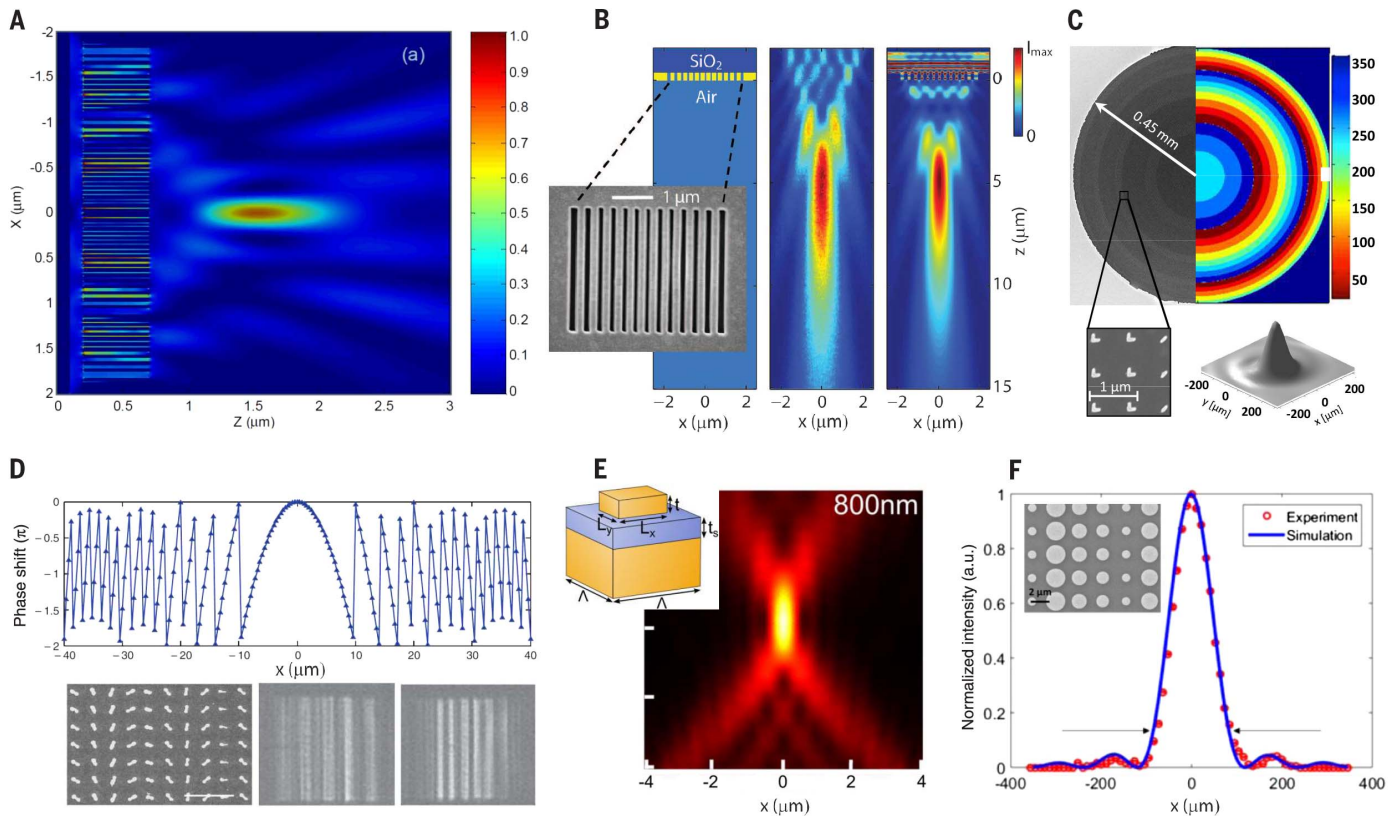 A
(a)
-2
-1.5
-1
-0.5
0
0.5
1
1.5
2
X (μm)
0
0.5
1
1.5
2
2.5
3
Z (μm)
1.0
0.9
0.8
0.7
0.6
0.5
0.4
0.3
0.2
0.1
0
B
SiO2
Air
1 μm
−2 0 2
x (μm)
−2 0 2
x (μm)
−2 0 2
x (μm)
Imax
0
0
5
10
15
z (μm)
C
0.45 mm
350
300
250
200
150
100
50
1 μm
-200
0
200
y [μm]
-200
0
200
x [μm]
D
Phase shift (π)
0
−0.5
−1
−1.5
−2
−40 −30 −20 −10 0 10 20 30 40
x (μm)
E
t
Ly
Lx
ts
Λ
Λ
800nm
-4 -2 0 2 4
x (μm)
F
Normalized intensity (a.u.)
1
0.8
0.6
0.4
0.2
0
2 μm
Experiment
Simulation
-400 -200 0 200 400
x (μm)